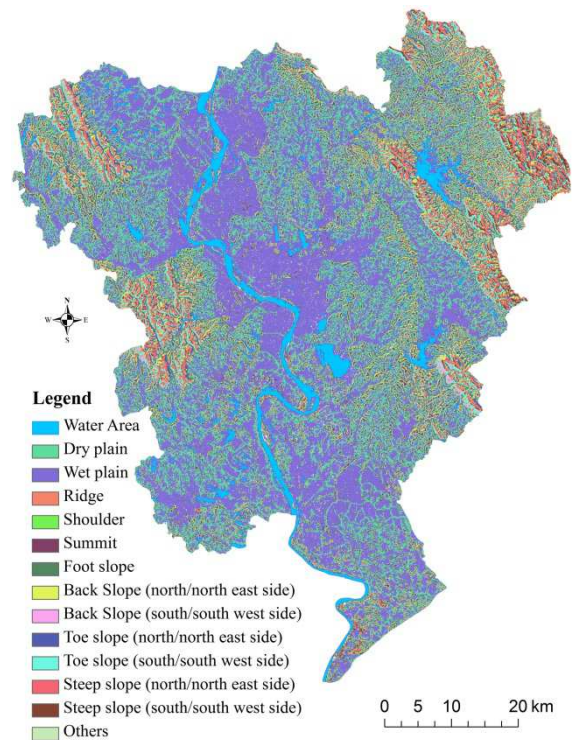 N
W E
S
Legend
Water Area
Dry plain
Wet plain
Ridge
Shoulder
Summit
Foot slope
Back Slope (north/north east side)
Back Slope (south/south west side)
Toe slope (north/north east side)
Toe slope (south/south west side)
Steep slope (north/north east side)
Steep slope (south/south west side)
Others
0 5 10 20 km